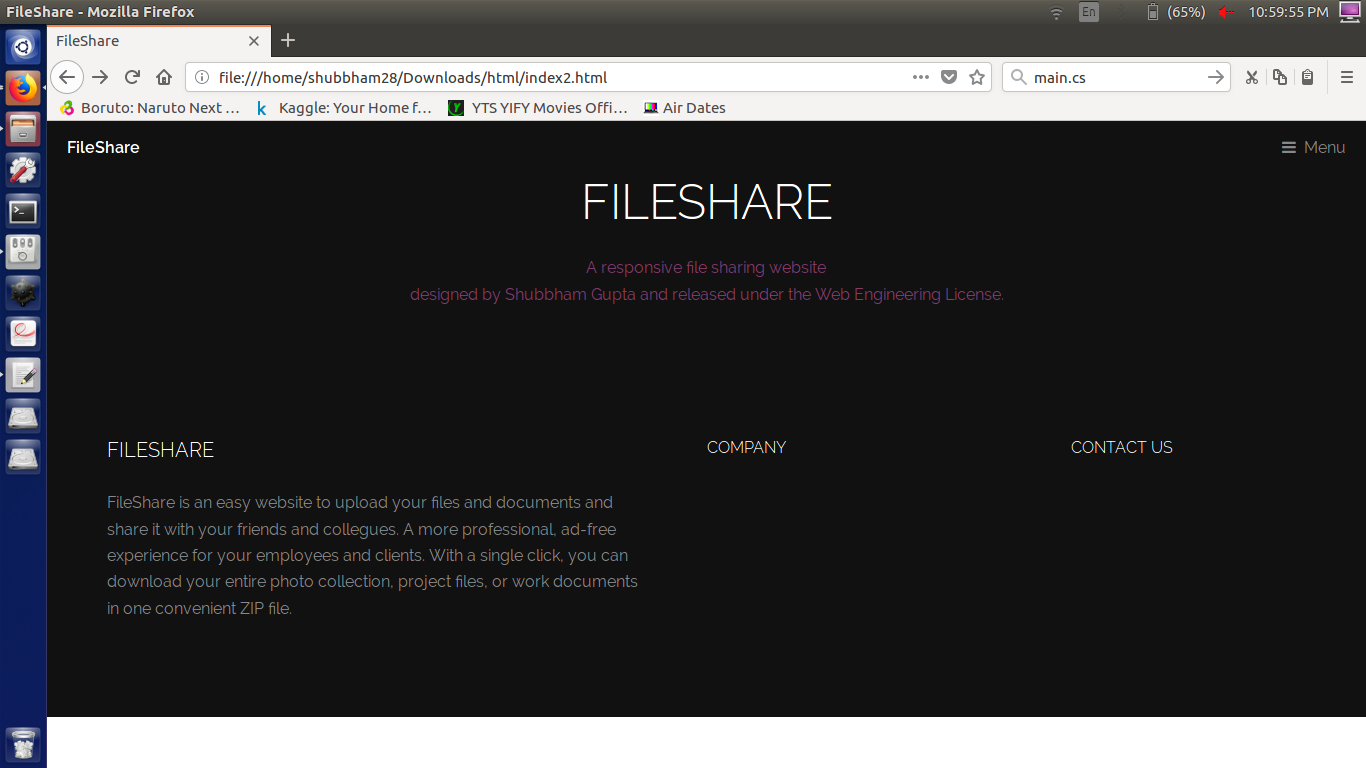 FileShare - Mozilla Firefox
En
(65%)
10:59:55 PM
FileShare
file:///home/shubbham28/Downloads/html/index2.html
main.cs
Boruto: Naruto Next …
k
Kaggle: Your Home f…
Y
YTS YIFY Movies Offi…
Air Dates
FileShare
Menu
FILESHARE
A responsive file sharing website
designed by Shubbham Gupta and released under the Web Engineering License.
FILESHARE
COMPANY
CONTACT US
FileShare is an easy website to upload your files and documents and
share it with your friends and collegues. A more professional, ad-free
experience for your employees and clients. With a single click, you can
download your entire photo collection, project files, or work documents
in one convenient ZIP file.